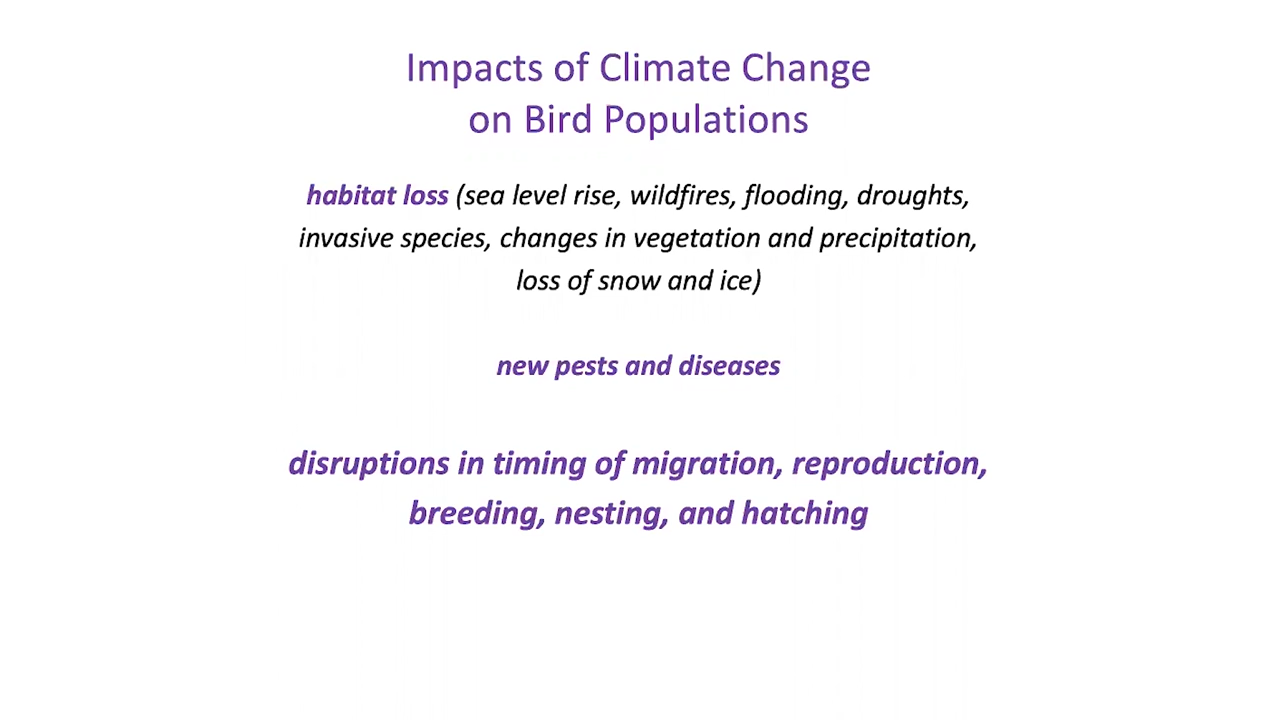 Impacts of Climate Change
on Bird Populations
habitat loss (sea level rise, wildfires, flooding, droughts,
invasive species, changes in vegetation and precipitation,
loss of snow and ice)
new pests and diseases
disruptions in timing of migration, reproduction,
breeding, nesting, and hatching